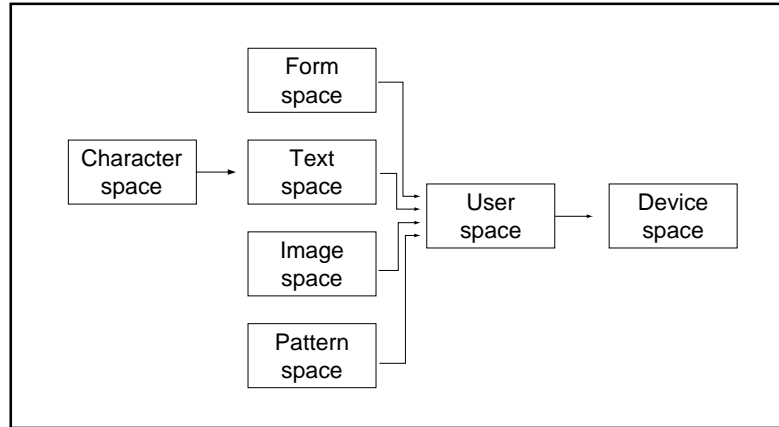 Form
space
Character
space
Text
space
User
space
Device
space
Image
space
Pattern
space